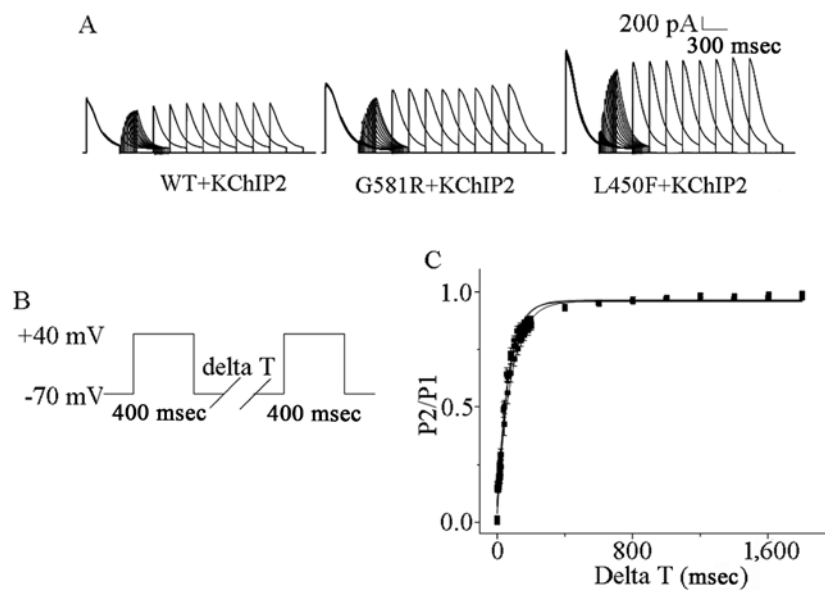 A
200 pA
300 msec
WT+KChIP2
G581R+KChIP2
L450F+KChIP2
B
+40 mV
delta T
-70 mV
400 msec
400 msec
C
1.0
0.5
0.0
P2/P1
0
800
1,600
Delta T (msec)